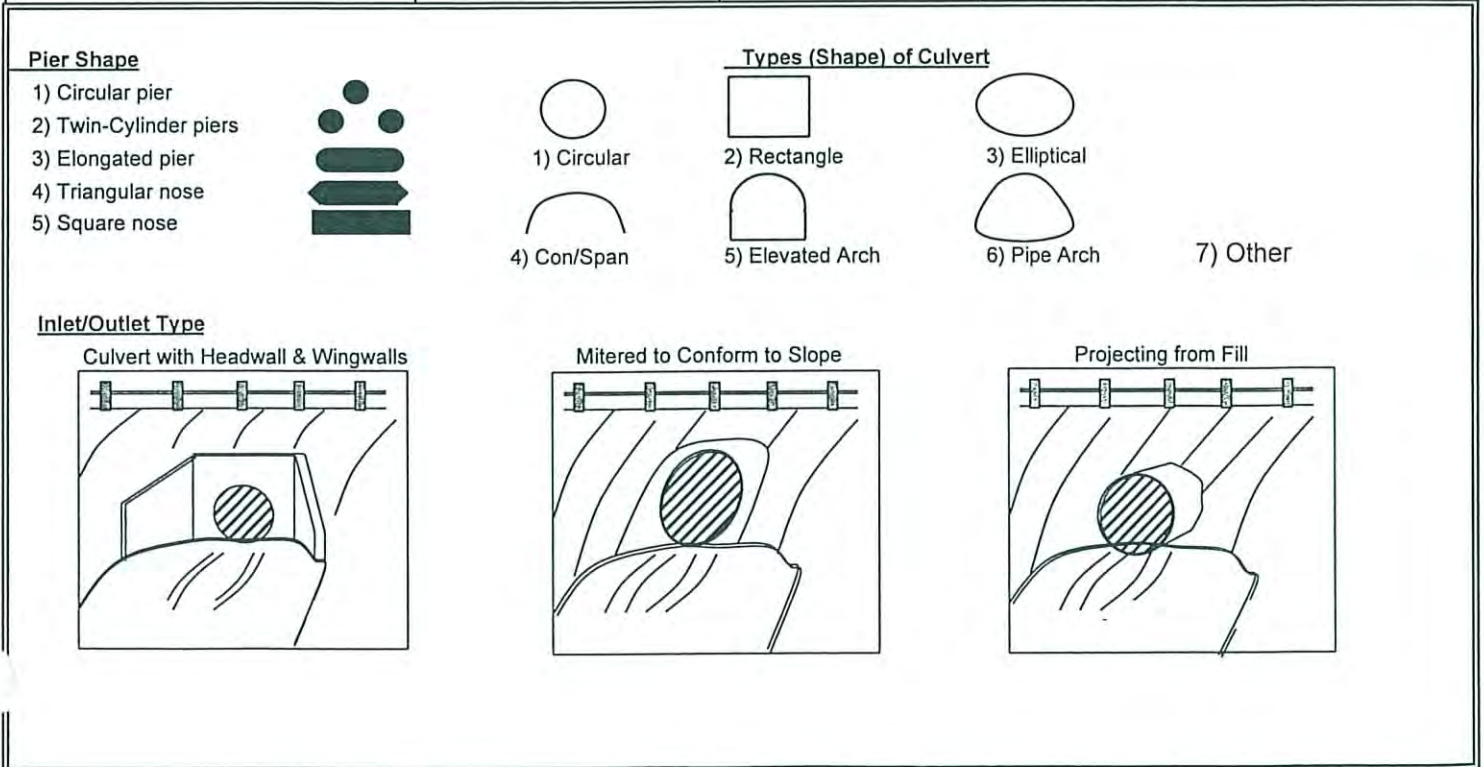 Pier Shape
1) Circular pier
2) Twin-Cylinder piers
3) Elongated pier
4) Triangular nose
5) Square nose
Types (Shape) of Culvert
1) Circular
2) Rectangle
3) Elliptical
4) Con/Span
5) Elevated Arch
6) Pipe Arch
7) Other
Inlet/Outlet Type
Culvert with Headwall & Wingwalls
Mitered to Conform to Slope
Projecting from Fill